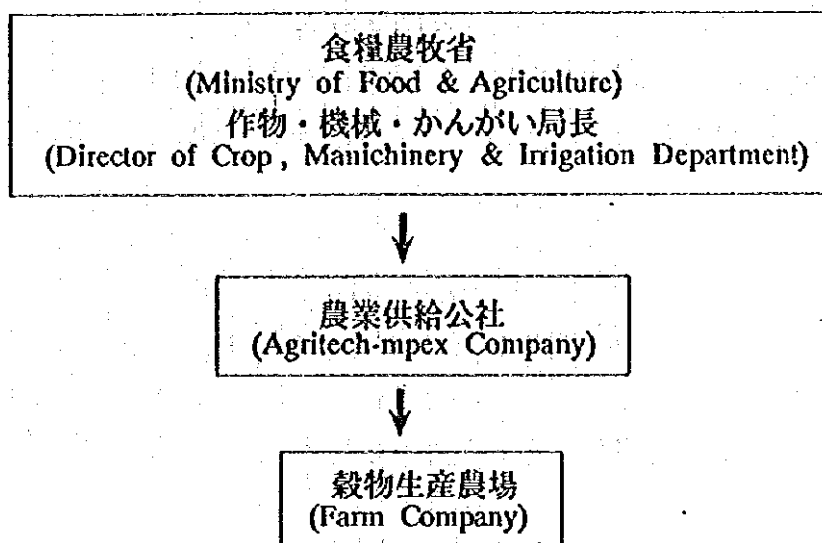 食糧農牧省
(Ministry of Food & Agriculture)
作物・機械・かんがい局長
(Director of Crop, Manichinery & Irrigation Department)
農業供給公社
(Agritech-mpex Company)
穀物生産農場
(Farm Company)